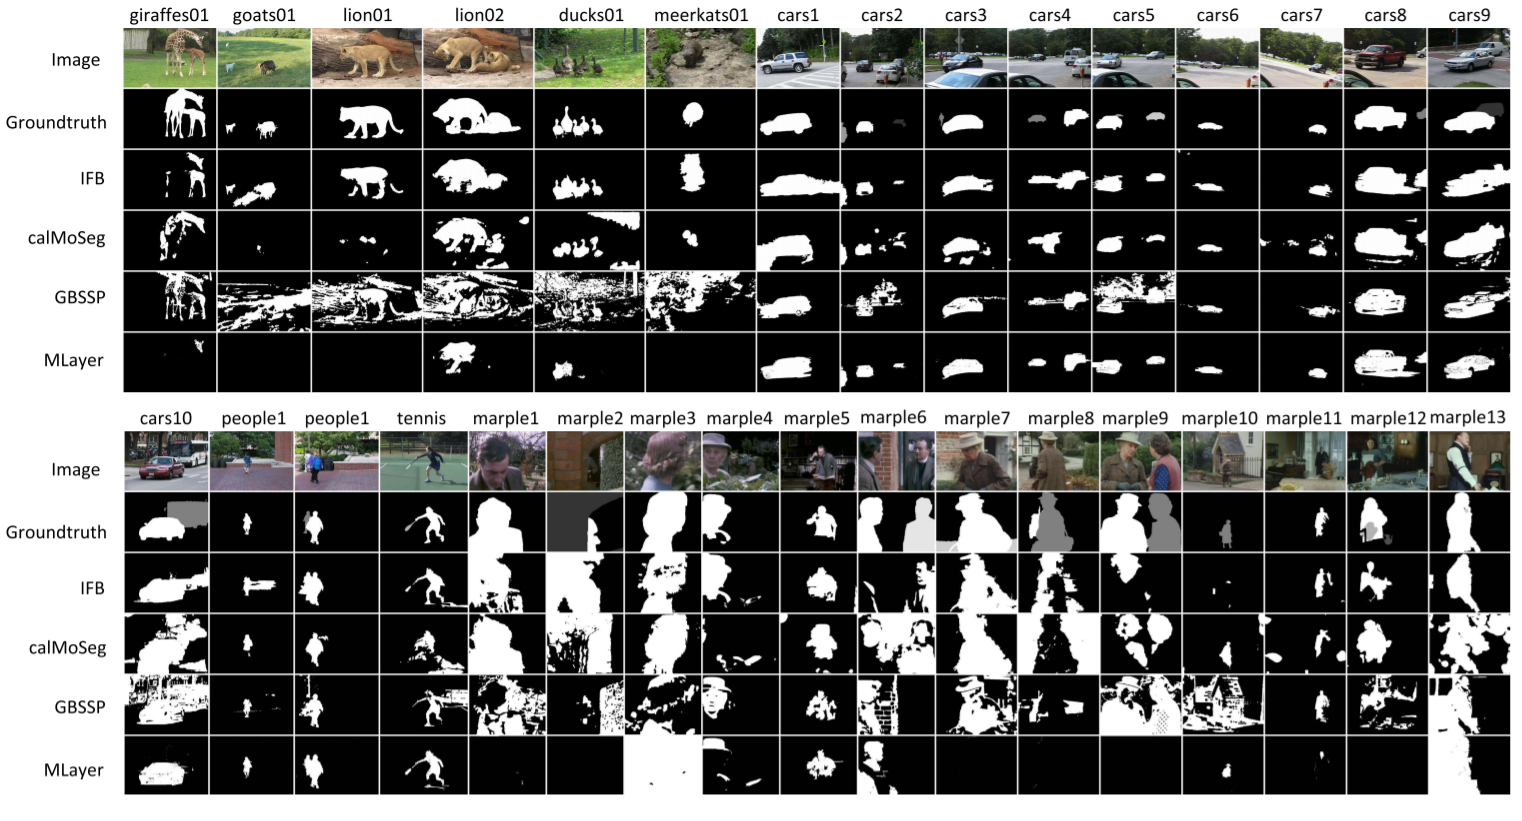 giraffes01 goats01 lion01 lion02 ducks01 meerkats01 cars1 cars2 cars3 cars4 cars5 cars6 cars7 cars8 cars9
Image
Groundtruth
IFB
calMoSeg
GBSSP
MLayer
cars10 people1 people1 tennis marple1 marple2 marple3 marple4 marple5 marple6 marple7 marple8 marple9 marple10 marple11 marple12 marple13
Image
Groundtruth
IFB
calMoSeg
GBSSP
MLayer